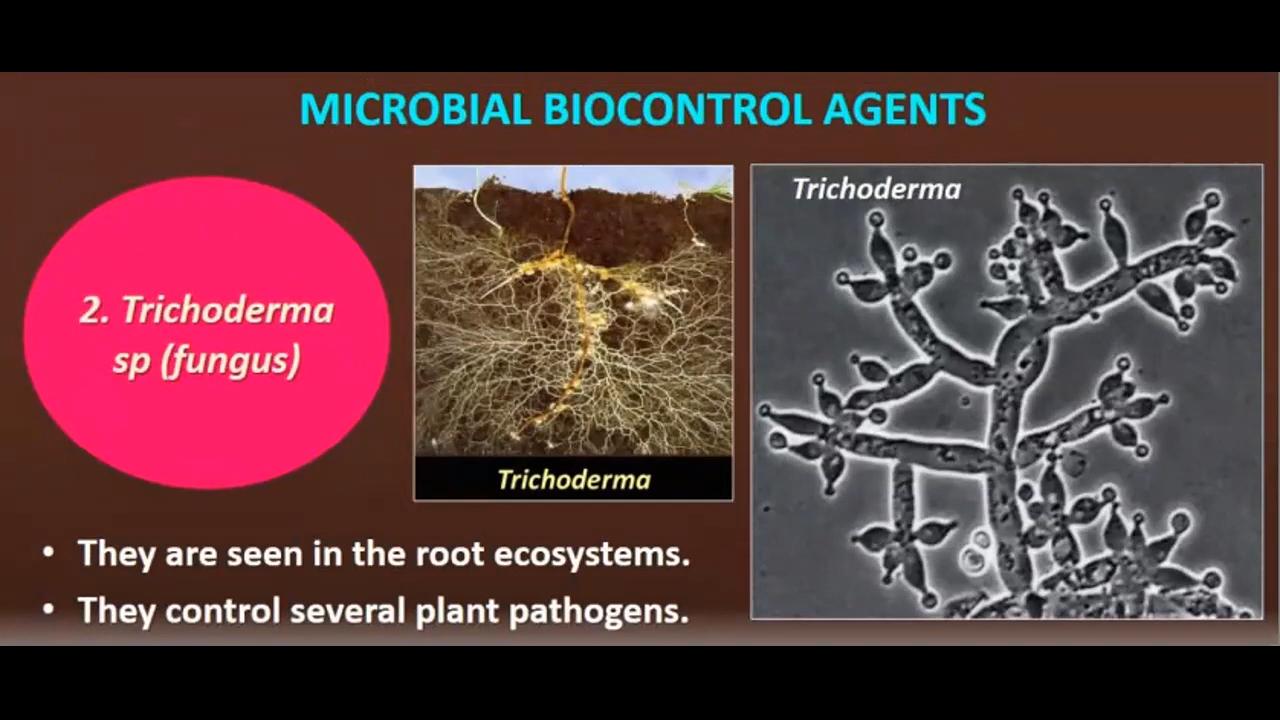 MICROBIAL BIOCONTROL AGENTS
2. Trichoderma
sp (fungus)
Trichoderma
Trichoderma
• They are seen in the root ecosystems.
• They control several plant pathogens.